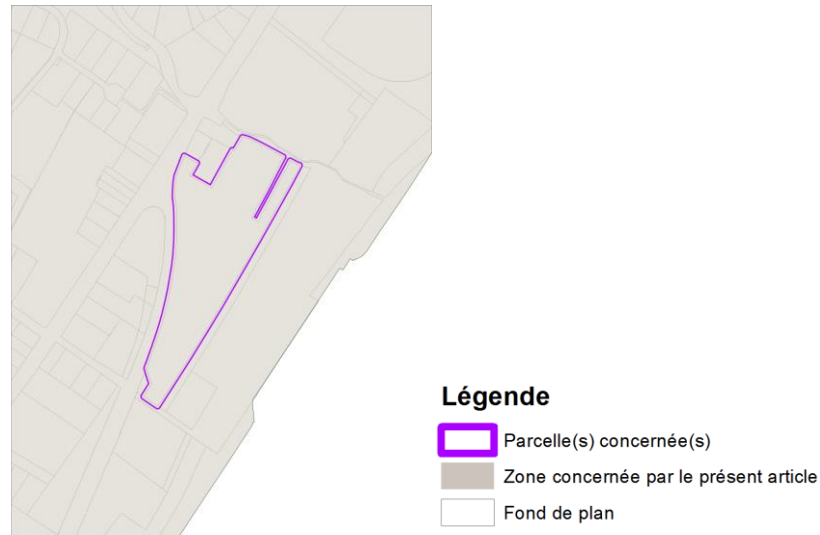 Légende
Parcelle(s) concernée(s)
Zone concernée par le présent article
Fond de plan